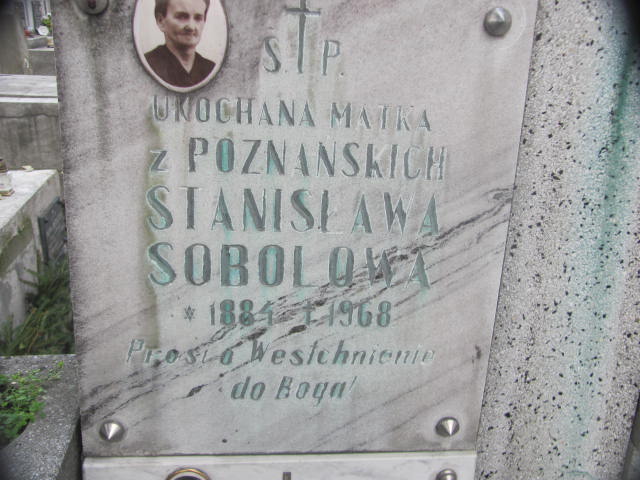 Ś.P.
UKOCHANA MATKA
z POZNAŃSKICH
STANISŁAWA
SOBOLOWA
* 1884 † 1968
Prosi o Westchnienie
do Boga!